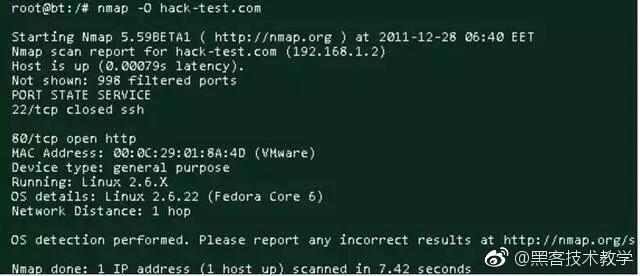 root@bt:/# nmap -O hack-test.com
Starting Nmap 5.59BETA1 ( http://nmap.org ) at 2011-12-28 06:40 EET
Nmap scan report for hack-test.com (192.168.1.2)
Host is up (0.00079s latency).
Not shown: 998 filtered ports
PORT STATE SERVICE
22/tcp closed ssh
80/tcp open http
MAC Address: 00:0C:29:01:8A:4D (VMware)
Device type: general purpose
Running: Linux 2.6.X
OS details: Linux 2.6.22 (Fedora Core 6)
Network Distance: 1 hop
OS detection performed. Please report any incorrect results at http://nmap.org/s
Nmap done: 1 IP address (1 host up) scanned in 7.42 seconds
@黑客技术教学